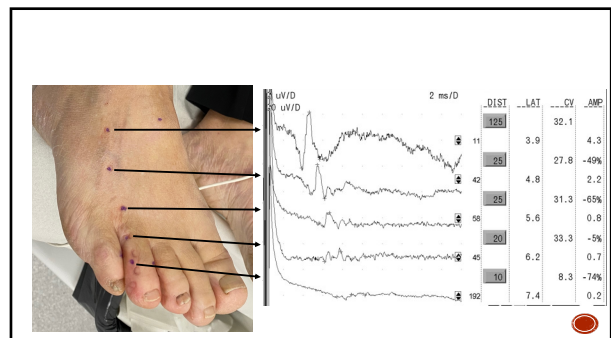 uV/D 2 ms/D
20 uV/D
DIST LAT CV AMP
125 32.1
11 3.9 4.3
25 27.8 -49%
42 4.8 2.2
25 31.3 -65%
58 5.6 0.8
20 33.3 -5%
45 6.2 0.7
10 8.3 -74%
192 7.4 0.2